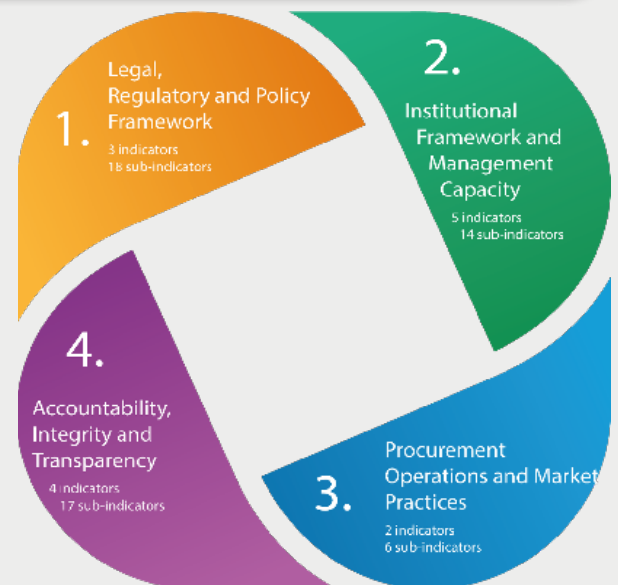 1.
Legal,
Regulatory and Policy
Framework
3 indicators
18 sub-indicators
2.
Institutional
Framework and
Management
Capacity
5 indicators
14 sub-indicators
3.
Procurement
Operations and Market
Practices
2 indicators
6 sub-indicators
4.
Accountability,
Integrity and
Transparency
4 indicators
17 sub-indicators